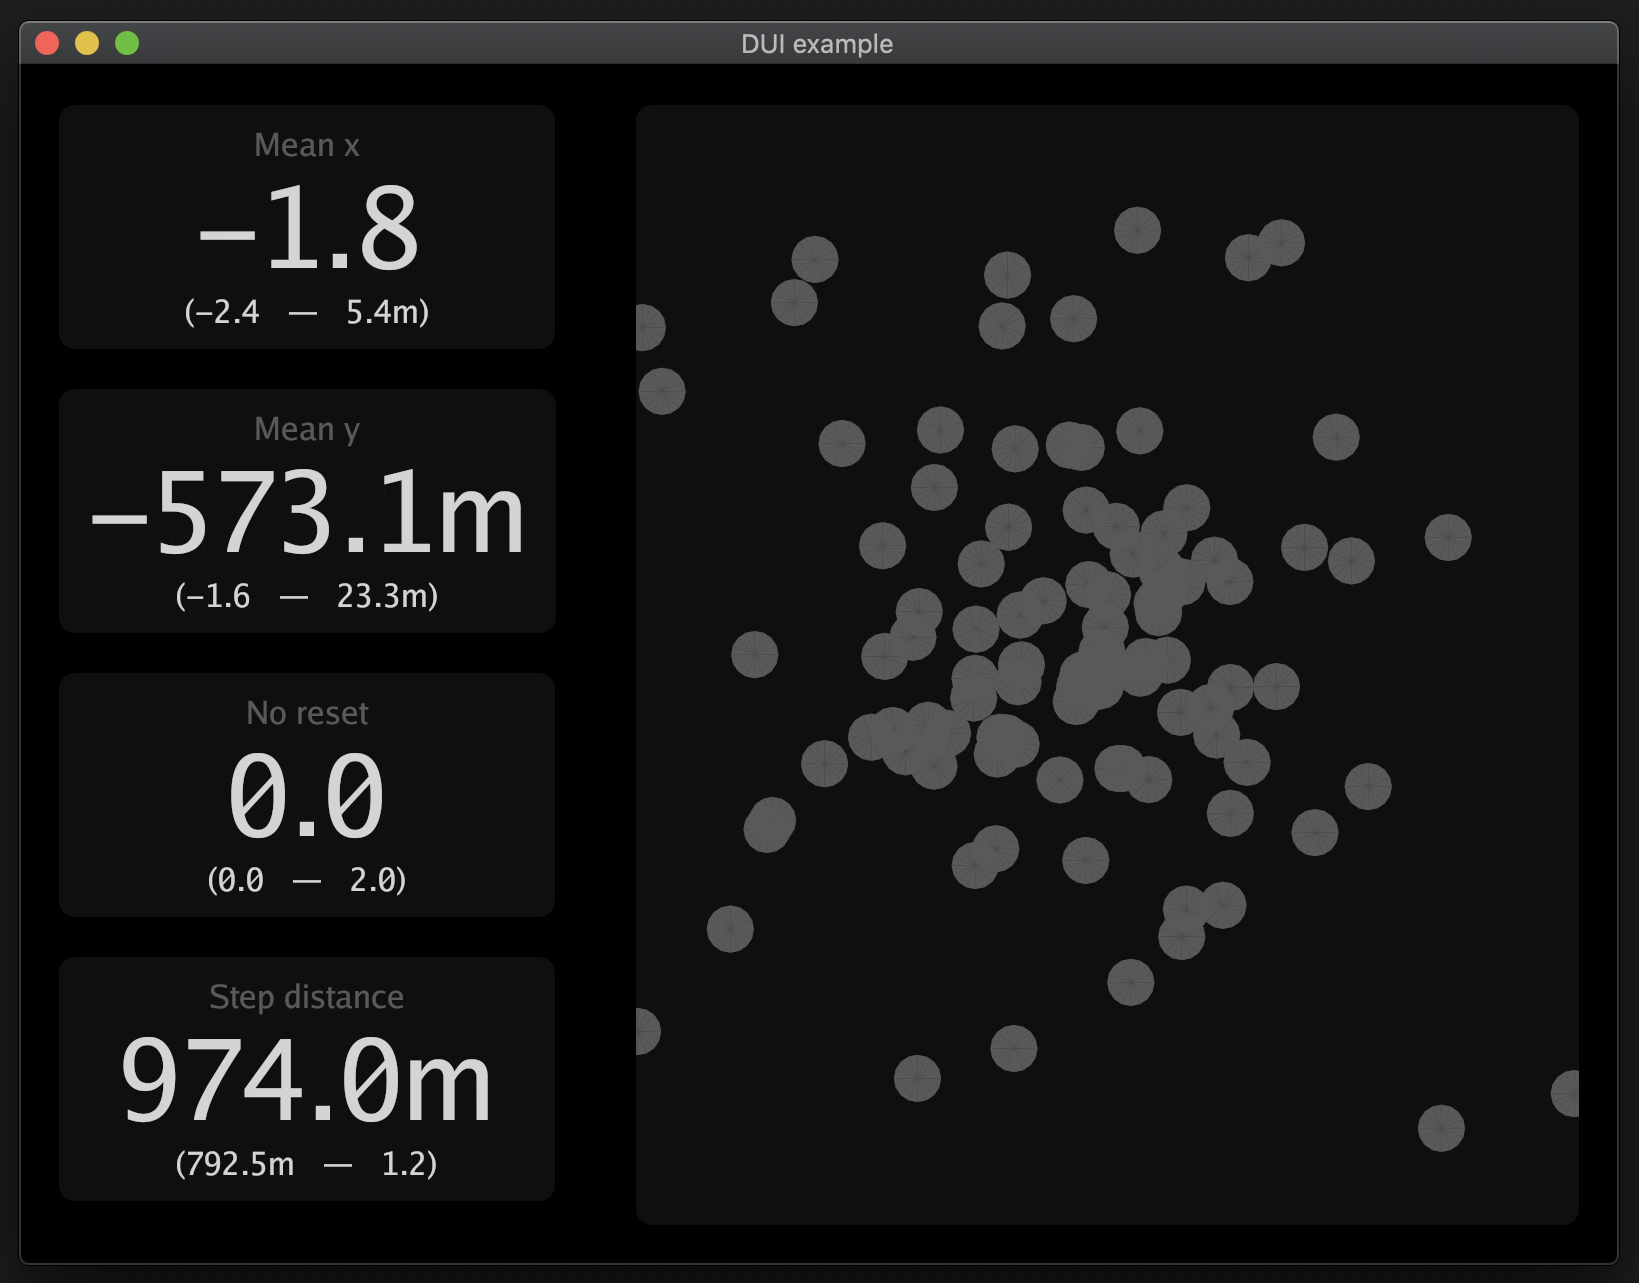 DUI example
Mean x
−1.8
(−2.4 — 5.4m)
Mean y
−573.1m
(−1.6 — 23.3m)
No reset
0.0
(0.0 — 2.0)
Step distance
974.0m
(792.5m — 1.2)